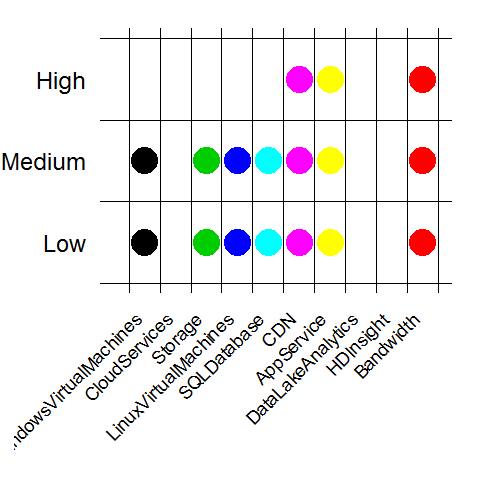 High
Medium
Low
ndowsVirtualMachines
CloudServices
Storage
LinuxVirtualMachines
SQLDatabase
CDN
AppService
DataLakeAnalytics
HDInsight
Bandwidth